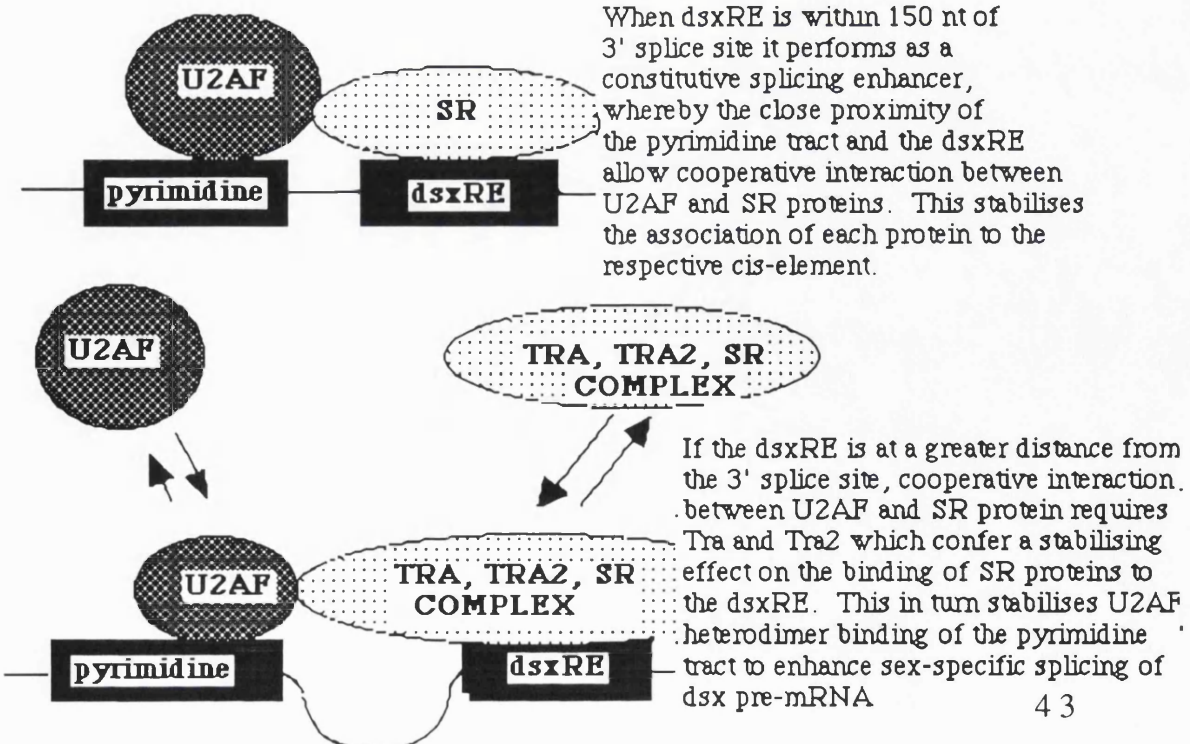 When dsxRE is within 150 nt of
3' splice site it performs as a
constitutive splicing enhancer,
whereby the close proximity of
the pyrimidine tract and the dsxRE
allow cooperative interaction between
U2AF and SR proteins. This stabilises
the association of each protein to the
respective cis-element.
U2AF
SR
pyrimidine
dsxRE
U2AF
TRA, TRA2, SR
COMPLEX
If the dsxRE is at a greater distance from
the 3' splice site, cooperative interaction
between U2AF and SR protein requires
Tra and Tra2 which confer a stabilising
effect on the binding of SR proteins to
the dsxRE. This in turn stabilises U2AF
heterodimer binding of the pyrimidine
tract to enhance sex-specific splicing of
dsx pre-mRNA
U2AF
TRA, TRA2, SR
COMPLEX
pyrimidine
dsxRE
43